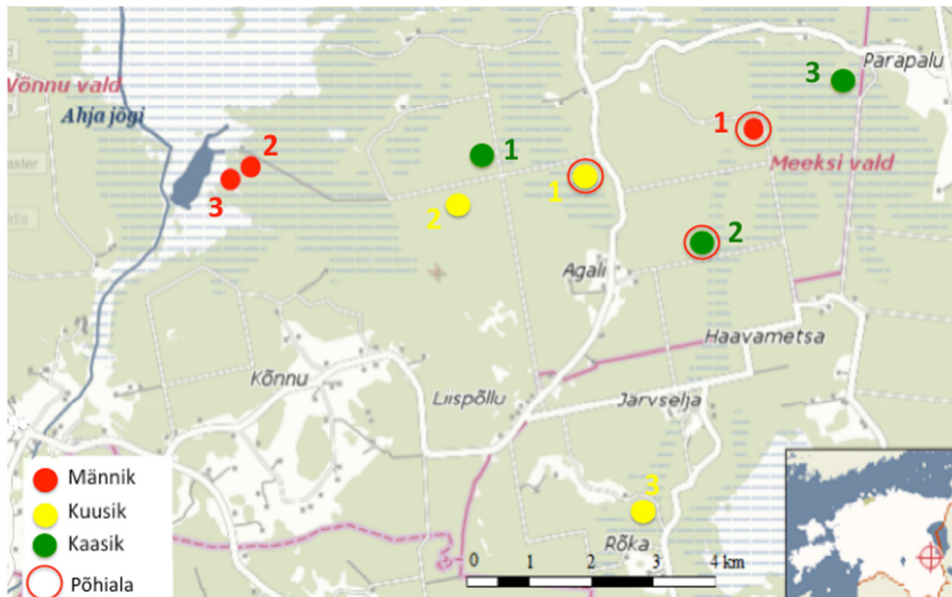 Võnnu vald
Ahja jõgi
Parapalu
3
1
Meeksi vald
2
3
1
1
2
2
Agali
Haavametsa
Kõnnu
Liispõllu
Järvselja
3
Rõka
Männik
Kuusik
Kaasik
Põhiala
0 1 2 3 4 km